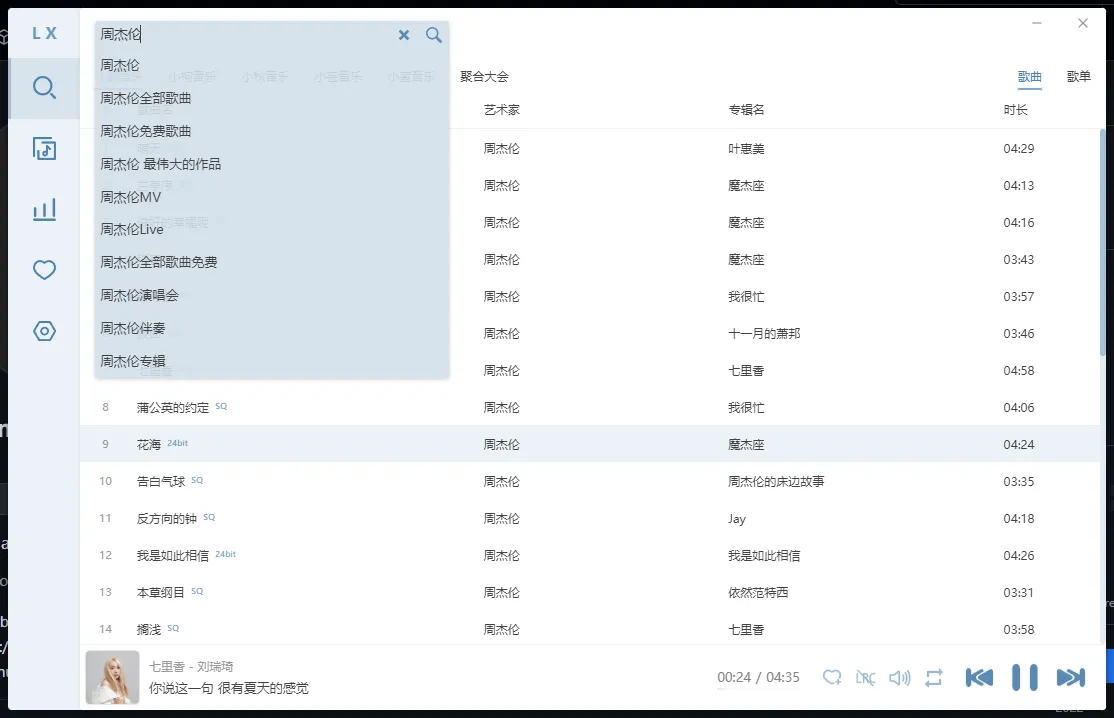 LX
周杰伦
周杰伦
周杰伦全部歌曲
周杰伦免费歌曲
周杰伦 最伟大的作品
周杰伦MV
周杰伦Live
周杰伦全部歌曲免费
周杰伦演唱会
周杰伦伴奏
周杰伦专辑
聚合大会 歌曲 歌单
艺术家 专辑名 时长
周杰伦 叶惠美 04:29
周杰伦 魔杰座 04:13
周杰伦 魔杰座 04:16
周杰伦 魔杰座 03:43
周杰伦 我很忙 03:57
周杰伦 十一月的萧邦 03:46
周杰伦 七里香 04:58
8 蒲公英的约定 SQ 周杰伦 我很忙 04:06
9 花海 24bit 周杰伦 魔杰座 04:24
10 告白气球 SQ 周杰伦 周杰伦的床边故事 03:35
11 反方向的钟 SQ 周杰伦 Jay 04:18
12 我是如此相信 24bit 周杰伦 我是如此相信 04:26
13 本草纲目 SQ 周杰伦 依然范特西 03:31
14 搁浅 SQ 周杰伦 七里香 03:58
七里香 - 刘瑞琦
你说这一句 很有夏天的感觉
00:24 / 04:35
LRC